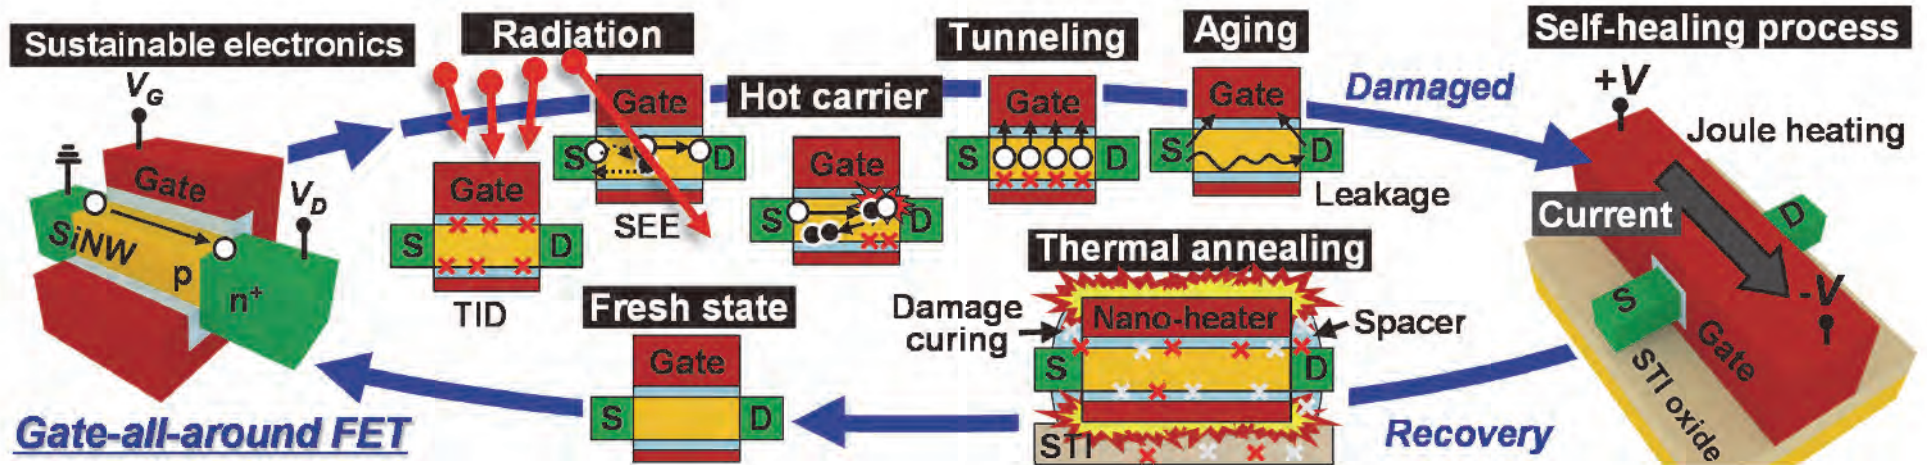 Sustainable electronics
V_G
Gate
V_D
SiNW
p
n+
Gate-all-around FET
Radiation
Gate
S
D
SEE
Gate
S
D
TID
Hot carrier
Gate
S
D
Tunneling
Gate
S
D
Aging
Gate
S
D
Leakage
Damaged
Self-healing process
+V
Joule heating
Current
D
-V
S
Gate
STI oxide
Recovery
Thermal annealing
Damage
curing
Nano-heater
Spacer
S
D
STI
Fresh state
Gate
S
D